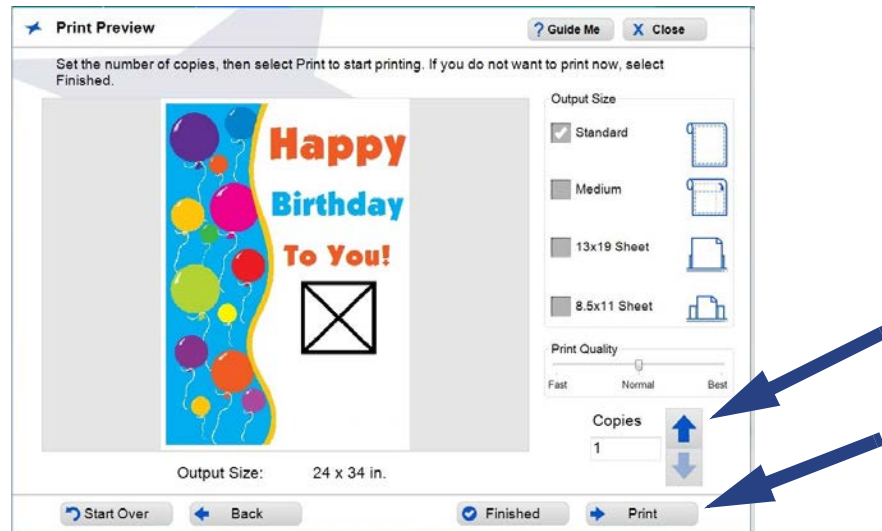 Print Preview
? Guide Me
X Close
Set the number of copies, then select Print to start printing. If you do not want to print now, select
Finished.
Happy
Birthday
To You!
Output Size
Standard
Medium
13x19 Sheet
8.5x11 Sheet
Print Quality
Fast Normal Best
Copies
1
Output Size: 24 x 34 in.
Start Over
Back
Finished
Print